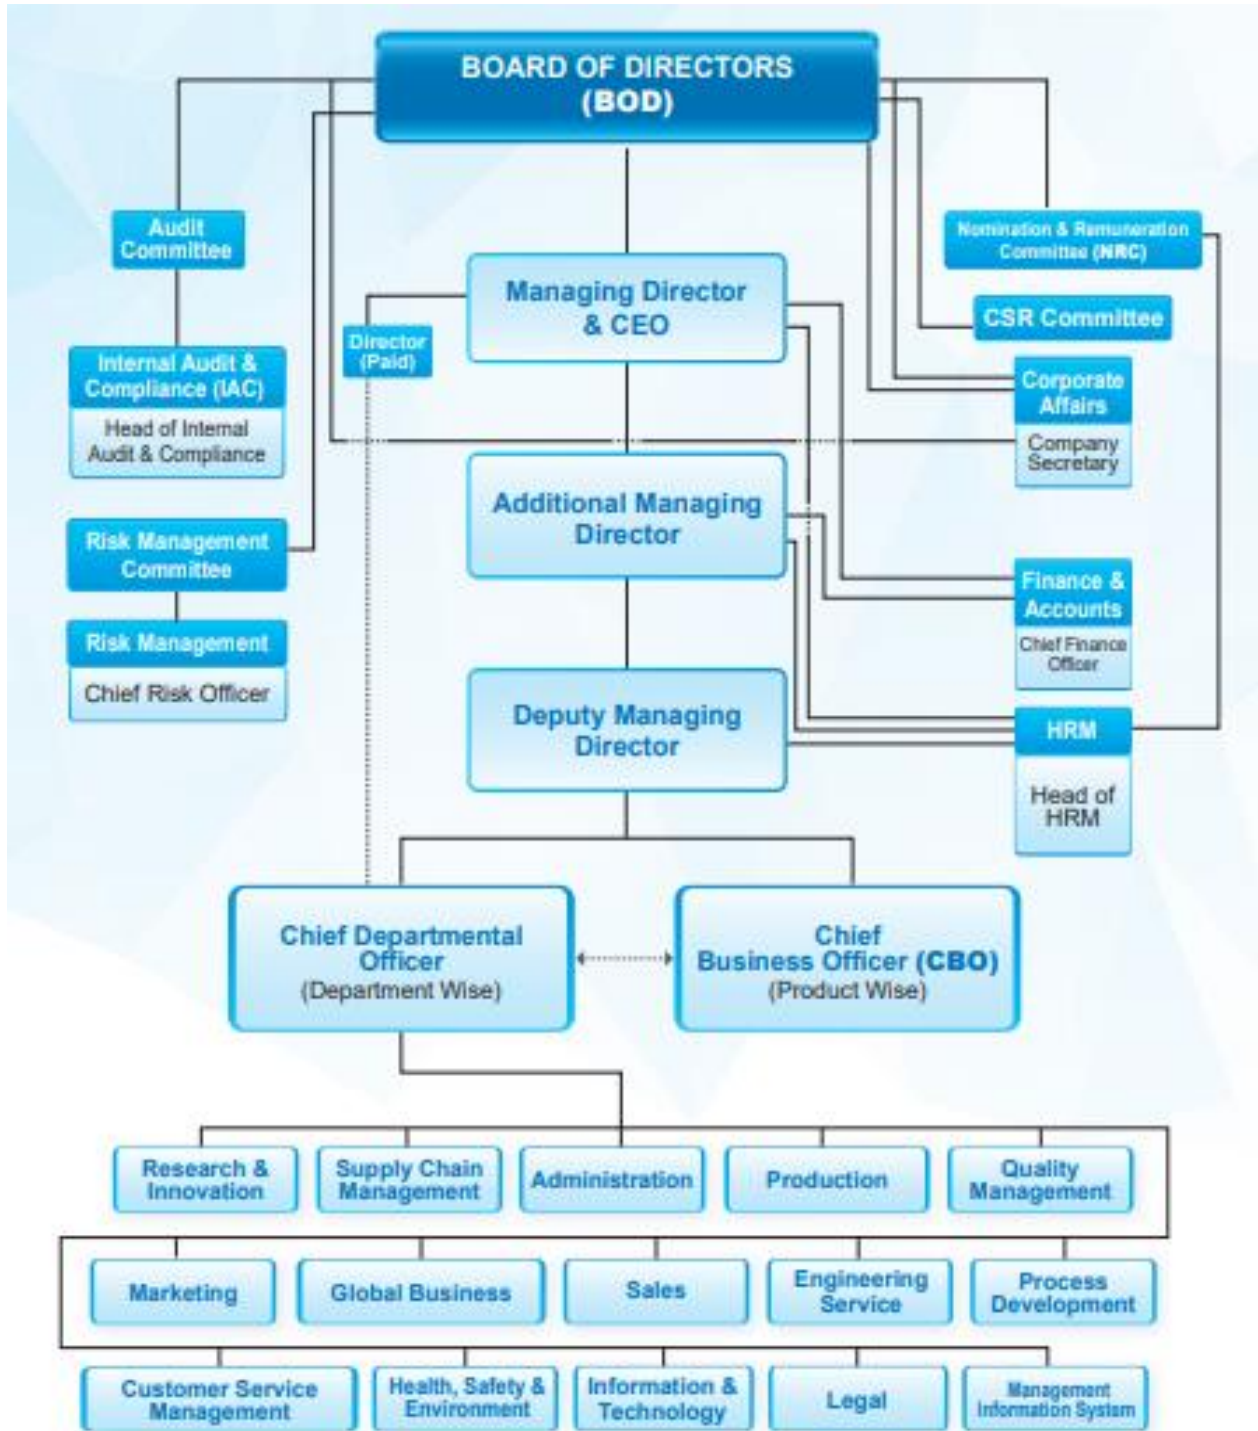 BOARD OF DIRECTORS
(BOD)
Audit
Committee
Nomination & Remuneration
Committee (NRC)
Managing Director
& CEO
CSR Committee
Director
(Paid)
Internal Audit &
Compliance (IAC)
Head of Internal
Audit & Compliance
Corporate
Affairs
Company
Secretary
Additional Managing
Director
Risk Management
Committee
Finance &
Accounts
Chief Finance
Officer
Risk Management
Chief Risk Officer
Deputy Managing
Director
HRM
Head of
HRM
Chief Departmental
Officer
(Department Wise)
Chief
Business Officer (CBO)
(Product Wise)
Research &
Innovation
Supply Chain
Management
Administration
Production
Quality
Management
Marketing
Global Business
Sales
Engineering
Service
Process
Development
Customer Service
Management
Health, Safety &
Environment
Information &
Technology
Legal
Management
Information System